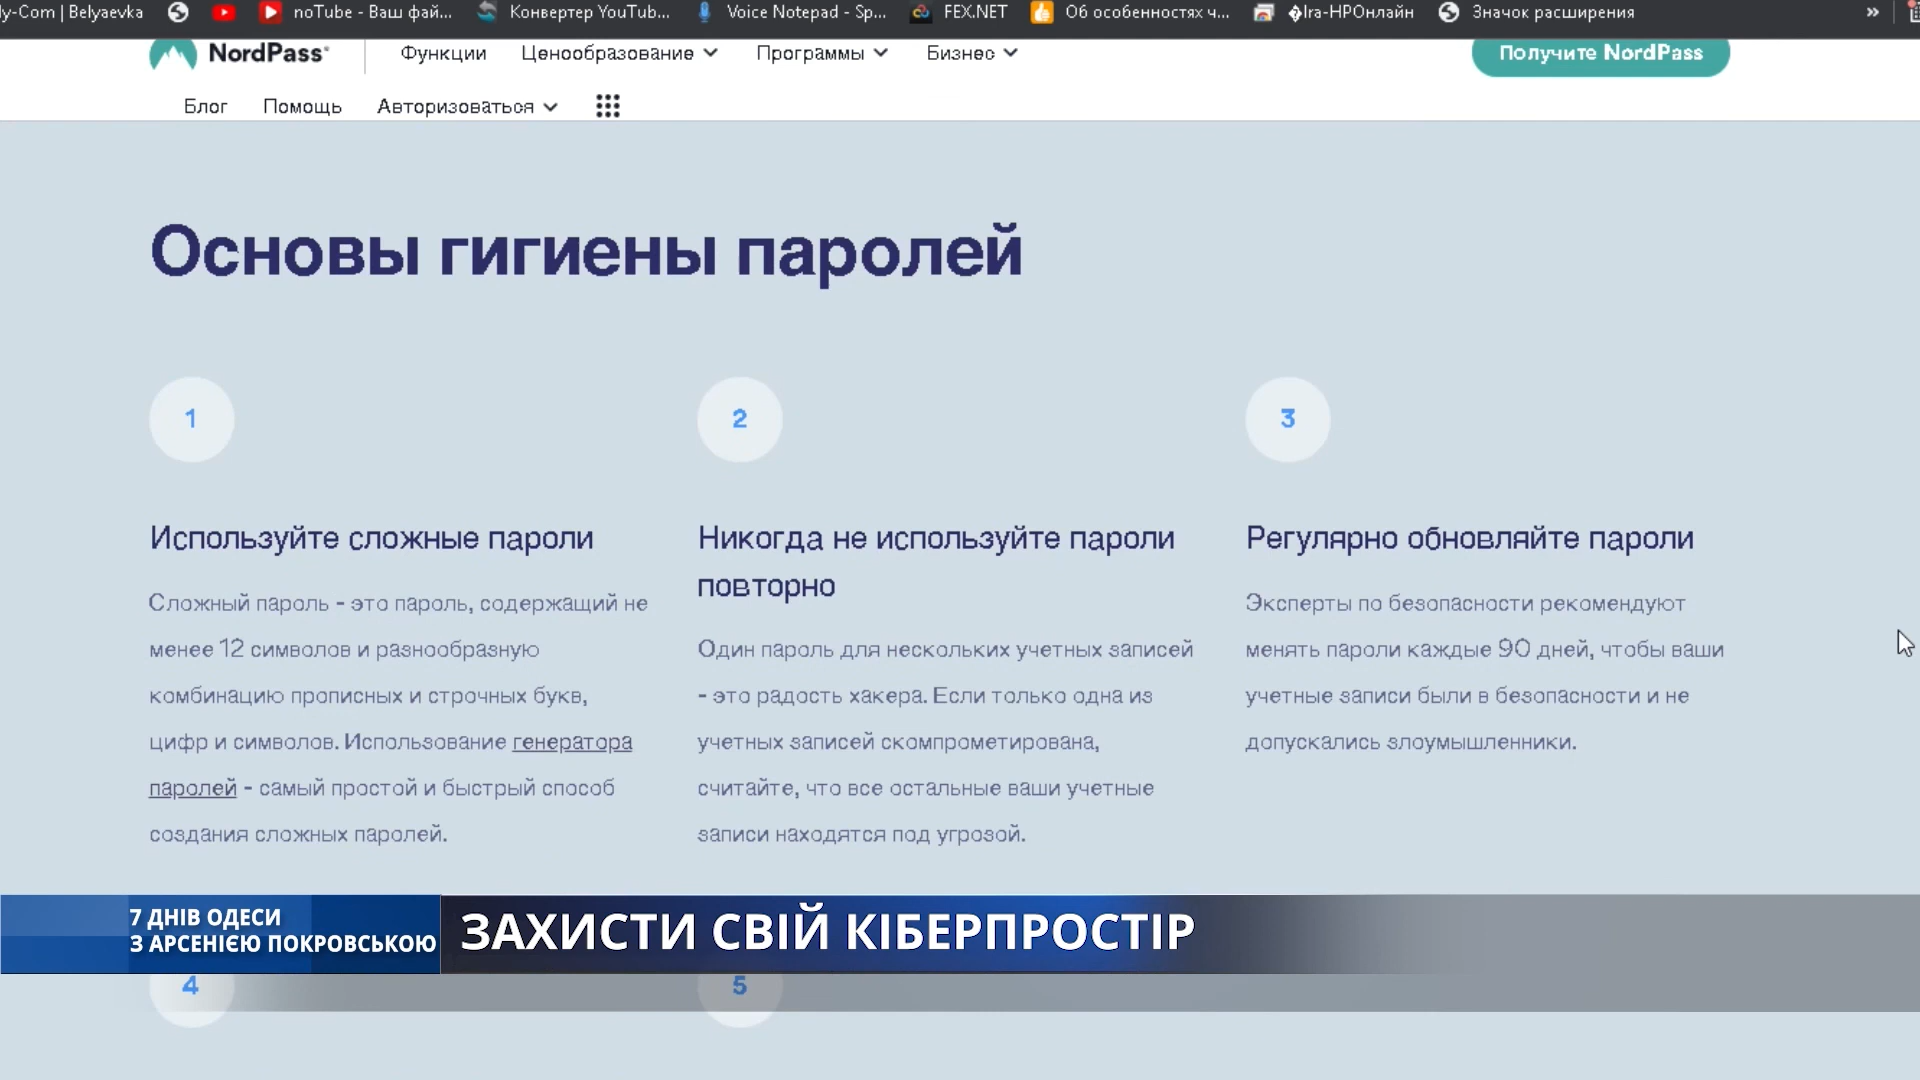 ly-Com | Belyaevka noTube - Ваш фай... Конвертер YouTub... Voice Notepad - Sp... FEX.NET Об особенностях ч... �Ira-НРОнлайн Значок расширения »
NordPass® Функции Ценообразование Программы Бизнес Получите NordPass
Блог Помощь Авторизоваться
Основы гигиены паролей
1
Используйте сложные пароли
Сложный пароль - это пароль, содержащий не
менее 12 символов и разнообразную
комбинацию прописных и строчных букв,
цифр и символов. Использование генератора
паролей - самый простой и быстрый способ
создания сложных паролей.
2
Никогда не используйте пароли
повторно
Один пароль для нескольких учетных записей
- это радость хакера. Если только одна из
учетных записей скомпрометирована,
считайте, что все остальные ваши учетные
записи находятся под угрозой.
3
Регулярно обновляйте пароли
Эксперты по безопасности рекомендуют
менять пароли каждые 90 дней, чтобы ваши
учетные записи были в безопасности и не
допускались злоумышленники.
7 ДНІВ ОДЕСИ
З АРСЕНІЄЮ ПОКРОВСЬКОЮ
ЗАХИСТИ СВІЙ КІБЕРПРОСТІР
4
5